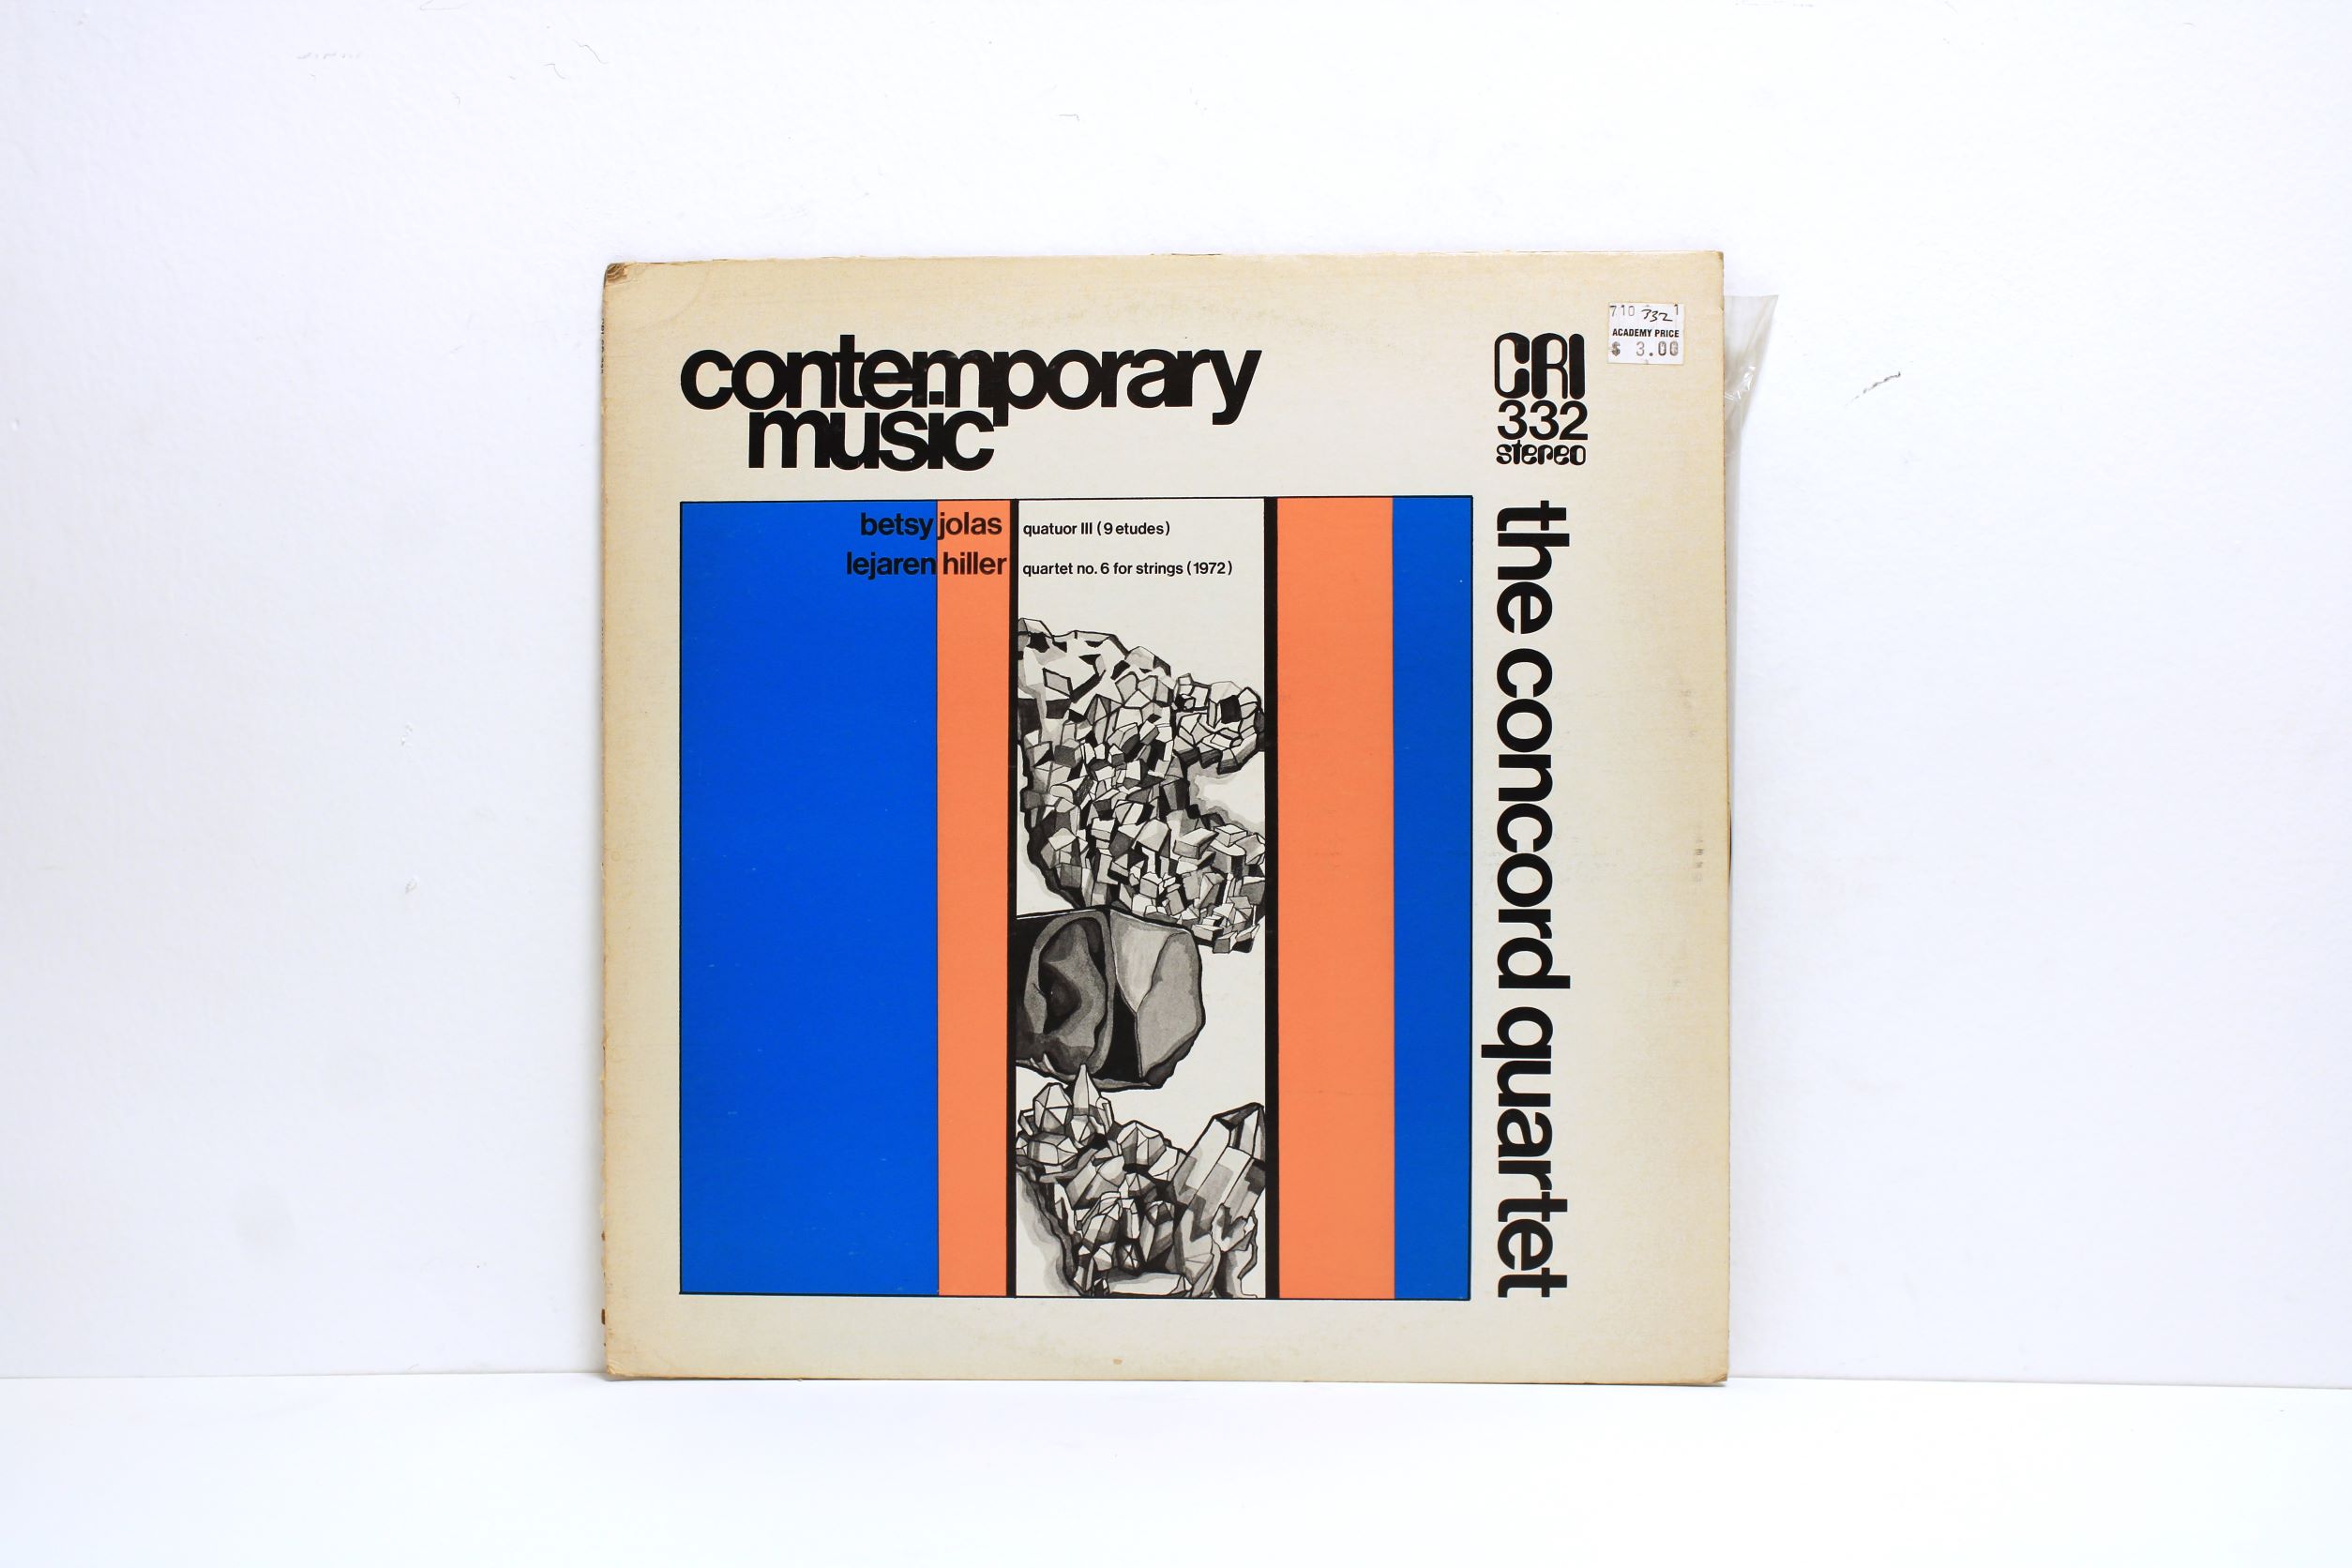 contemporary
music
CRI
332
stereo
710 332 1
ACADEMY PRICE
$ 3.00
betsy jolas quatuor III (9 etudes)
lejaren hiller quartet no. 6 for strings (1972)
the concord quartet